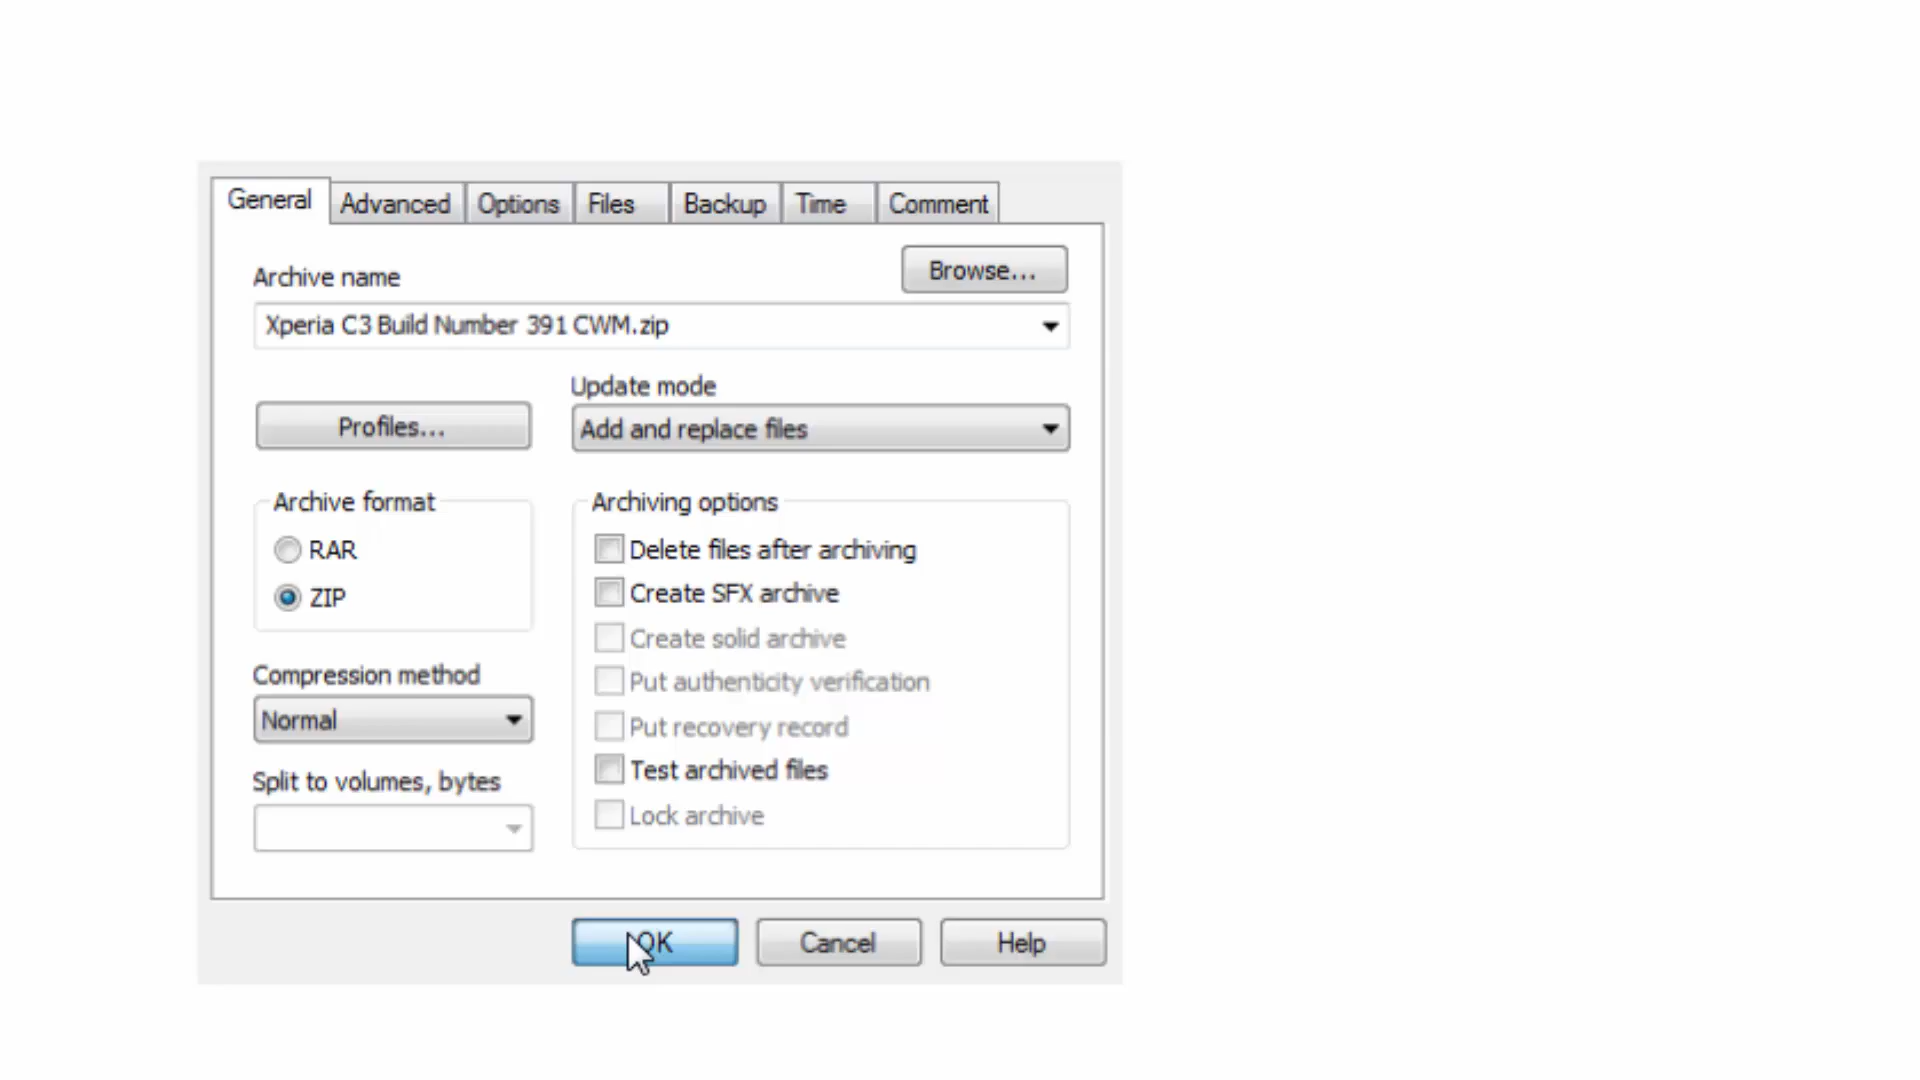 General Advanced Options Files Backup Time Comment
Archive name
Browse...
Xperia C3 Build Number 391 CWM.zip
Profiles...
Update mode
Add and replace files
Archive format
RAR
ZIP
Compression method
Normal
Split to volumes, bytes
Archiving options
Delete files after archiving
Create SFX archive
Create solid archive
Put authenticity verification
Put recovery record
Test archived files
Lock archive
OK Cancel Help